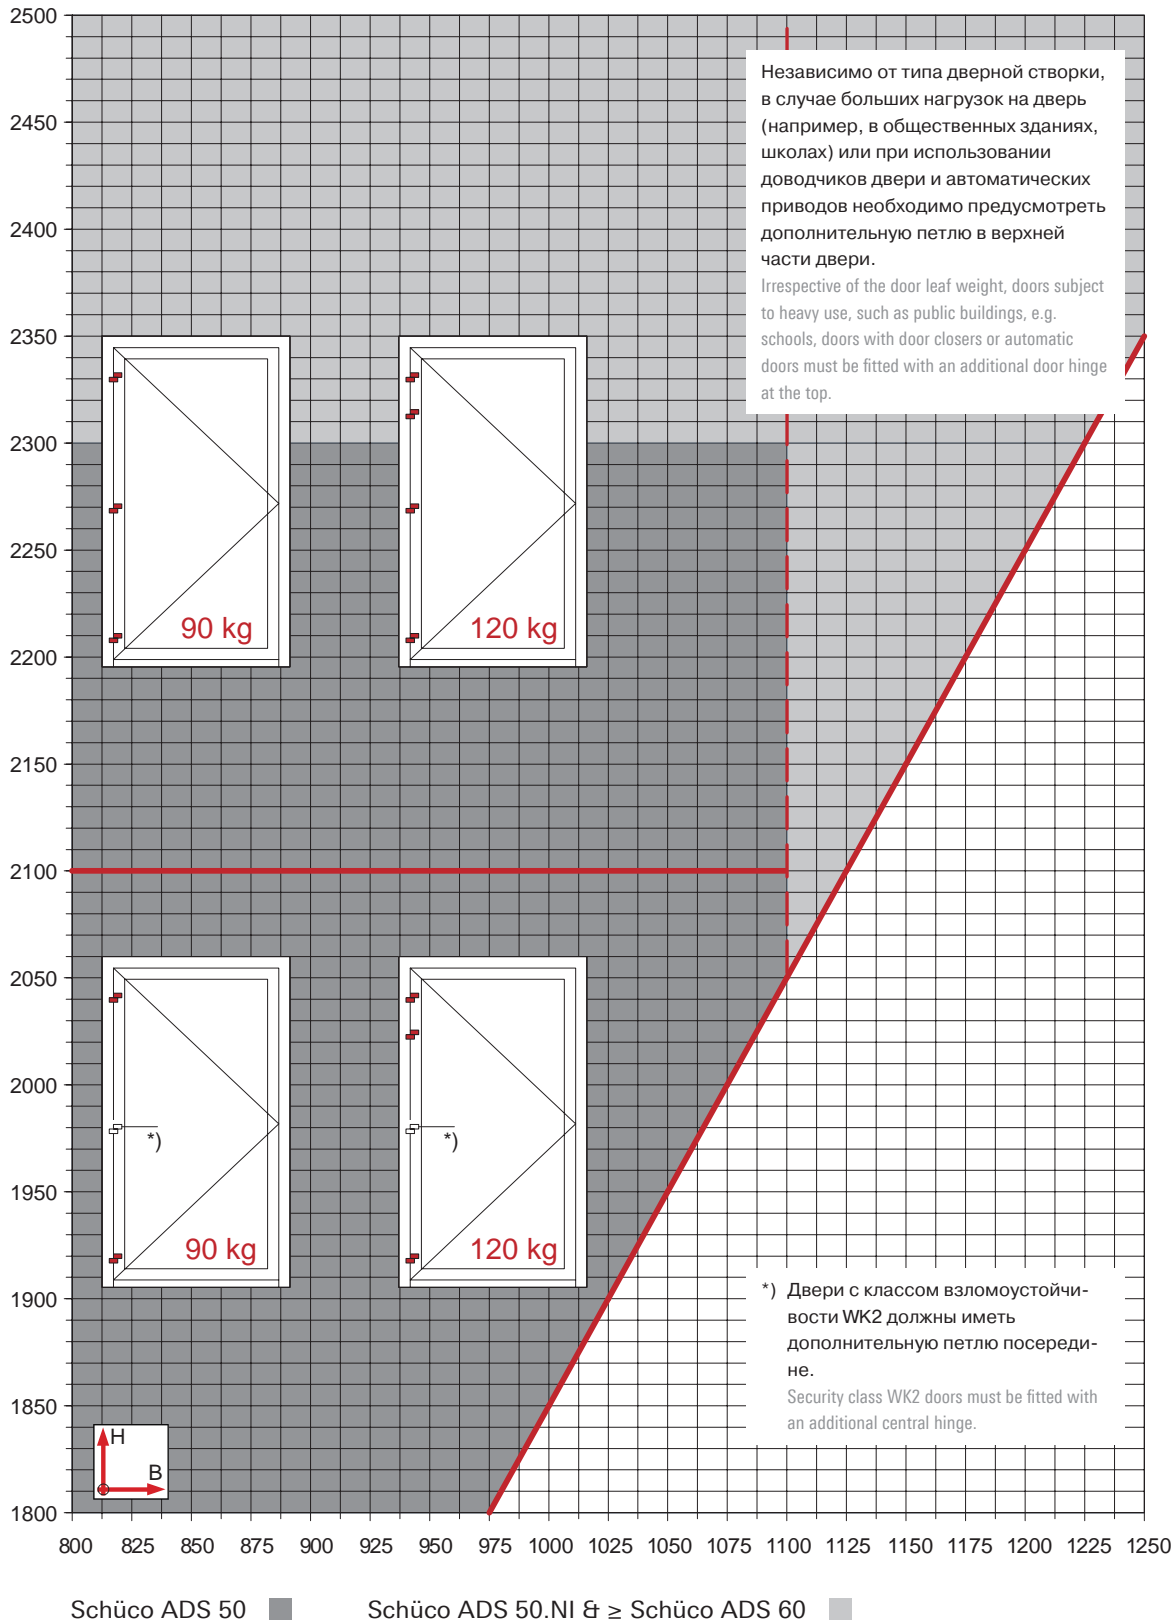 2500
Независимо от типа дверной створки,
в случае больших нагрузок на дверь
(например, в общественных зданиях,
школах) или при использовании
доводчиков двери и автоматических
приводов необходимо предусмотреть
дополнительную петлю в верхней
части двери.
Irrespective of the door leaf weight, doors subject
to heavy use, such as public buildings, e.g.
schools, doors with door closers or automatic
doors must be fitted with an additional door hinge
at the top.
2450
2400
2350
2300
2250
90 kg
120 kg
2200
2150
2100
2050
2000
*)
*)
1950
90 kg
120 kg
1900
*) Двери с классом взломоустойчи-
вости WK2 должны иметь
дополнительную петлю посереди-
не.
Security class WK2 doors must be fitted with
an additional central hinge.
1850
H
B
1800
800 825 850 875 900 925 950 975 1000 1025 1050 1075 1100 1125 1150 1175 1200 1225 1250
Schüco ADS 50
Schüco ADS 50.NI & ≥ Schüco ADS 60